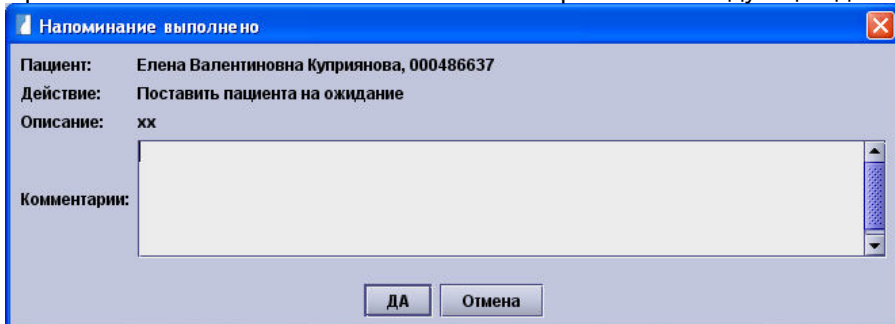 Напоминание выполнено
Пациент: Елена Валентиновна Куприянова, 000486637
Действие: Поставить пациента на ожидание
Описание: xx
Комментарии:
ДА Отмена